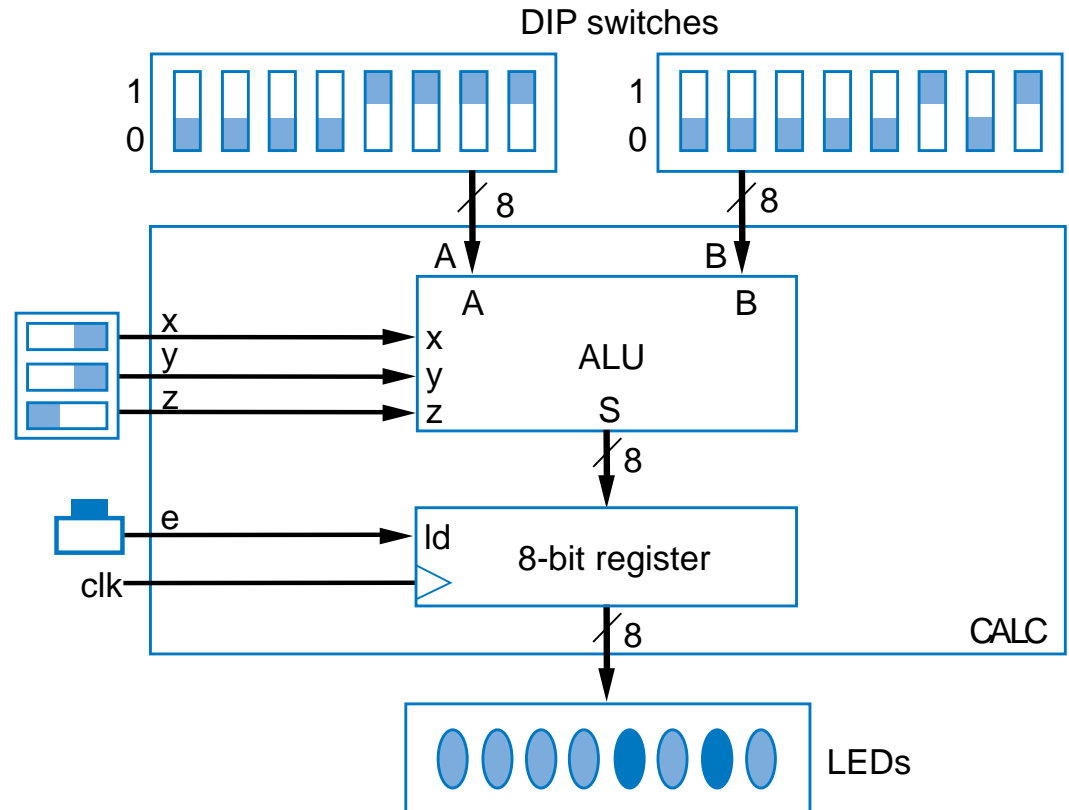 DIP switches
1
0
1
0
8
8
A
B
A
B
x
x
y
y
z
z
ALU
S
8
e
ld
8-bit register
clk
8
CALC
LEDs